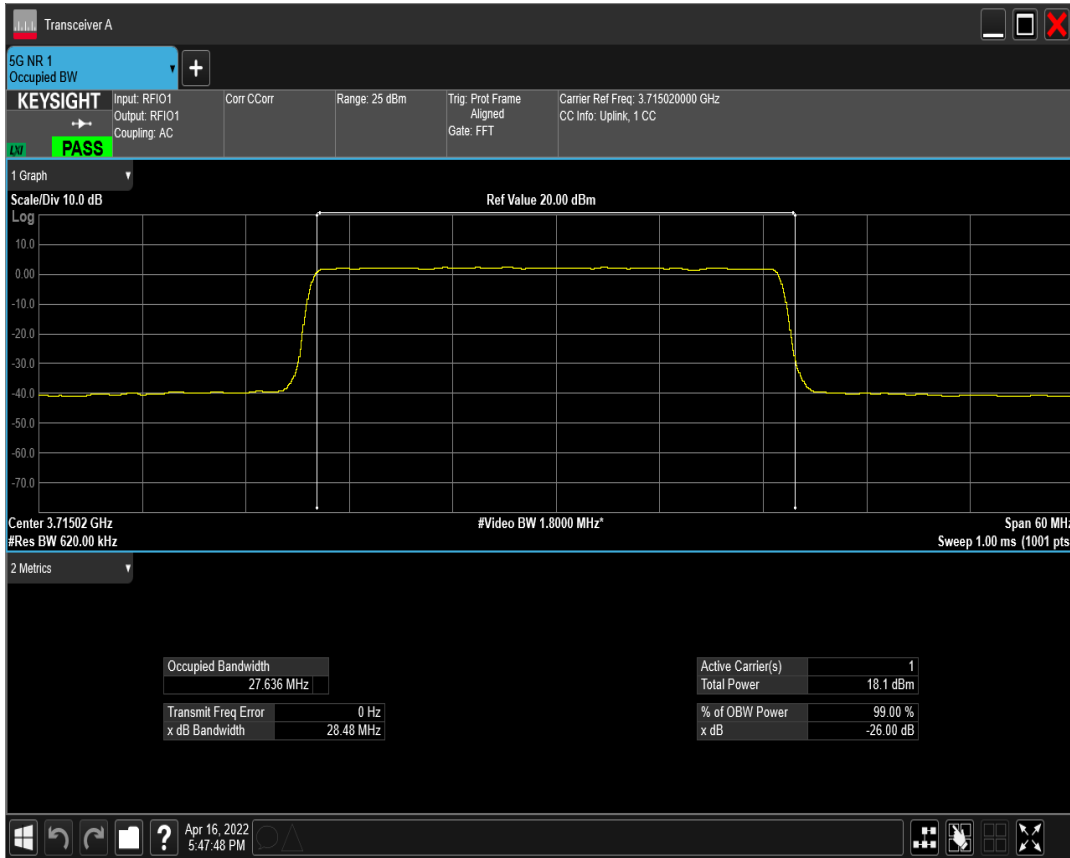 Transceiver A
5G NR 1
Occupied BW
+
KEYSIGHT
LXI
PASS
Input: RFIO1
Output: RFIO1
Coupling: AC
Corr CCorr
Range: 25 dBm
Trig: Prot Frame
Aligned
Gate: FFT
Carrier Ref Freq: 3.715020000 GHz
CC Info: Uplink, 1 CC
1 Graph
Scale/Div 10.0 dB
Ref Value 20.00 dBm
Log
10.0
0.00
-10.0
-20.0
-30.0
-40.0
-50.0
-60.0
-70.0
Center 3.71502 GHz
#Video BW 1.8000 MHz*
Span 60 MHz
#Res BW 620.00 kHz
Sweep 1.00 ms (1001 pts
2 Metrics
Occupied Bandwidth
27.636 MHz
Transmit Freq Error 0 Hz
x dB Bandwidth 28.48 MHz
Active Carrier(s) 1
Total Power 18.1 dBm
% of OBW Power 99.00 %
x dB -26.00 dB
?
Apr 16, 2022
5:47:48 PM